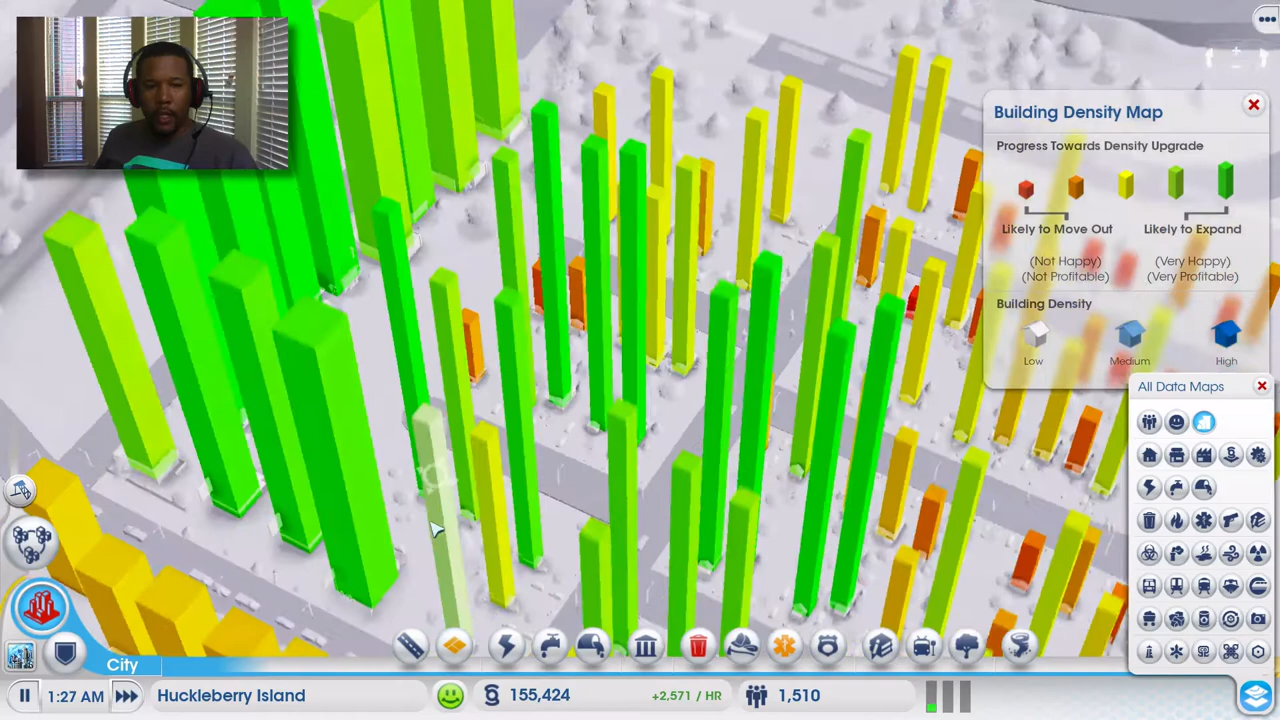 Building Density Map
Progress Towards Density Upgrade
Likely to Move Out Likely to Expand
(Not Happy) (Very Happy)
(Not Profitable) (Very Profitable)
Building Density
Low Medium High
All Data Maps
City
1:27 AM Huckleberry Island 155,424 +2,571 / HR 1,510